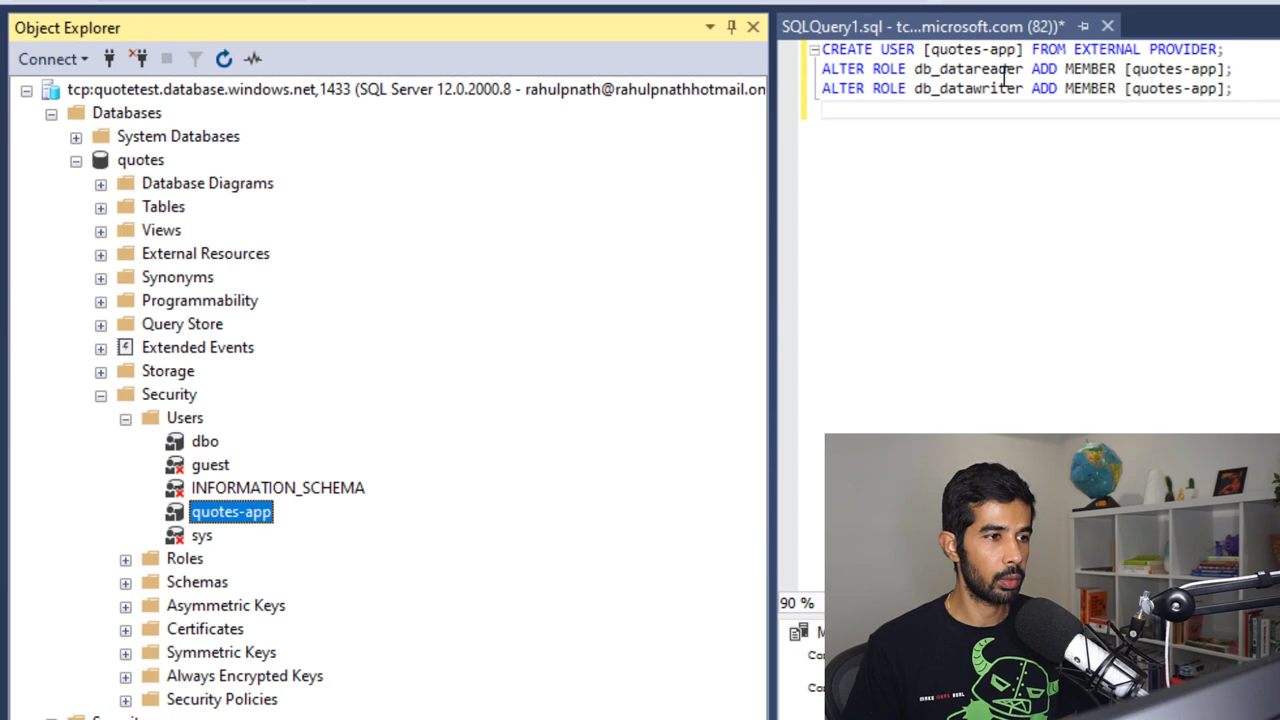 Object Explorer
Connect
tcp:quotetest.database.windows.net,1433 (SQL Server 12.0.2000.8 - rahulpnath@rahulpnathhotmail.on
Databases
System Databases
quotes
Database Diagrams
Tables
Views
External Resources
Synonyms
Programmability
Query Store
Extended Events
Storage
Security
Users
dbo
guest
INFORMATION_SCHEMA
quotes-app
sys
Roles
Schemas
Asymmetric Keys
Certificates
Symmetric Keys
Always Encrypted Keys
Security Policies
SQLQuery1.sql - tc...microsoft.com (82))*
CREATE USER [quotes-app] FROM EXTERNAL PROVIDER;
ALTER ROLE db_datareader ADD MEMBER [quotes-app];
ALTER ROLE db_datawriter ADD MEMBER [quotes-app];
90 %
MAKE IDEAS REAL